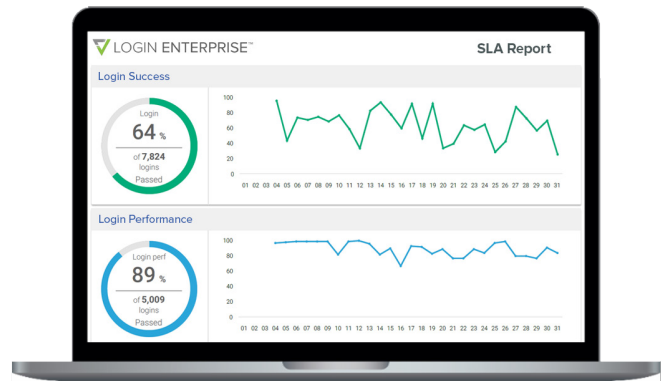 LOGIN ENTERPRISE™
SLA Report
Login Success
Login
64 %
of 7,824
logins
Passed
100
80
60
40
20
0
01 02 03 04 05 06 07 08 09 10 11 12 13 14 15 16 17 18 19 20 21 22 23 24 25 26 27 28 29 30 31
Login Performance
Login perf
89 %
of 5,009
logins
Passed
100
80
60
40
20
0
01 02 03 04 05 06 07 08 09 10 11 12 13 14 15 16 17 18 19 20 21 22 23 24 25 26 27 28 29 30 31